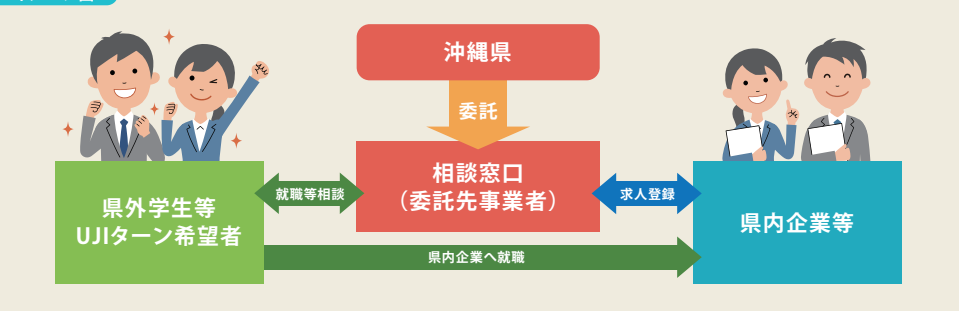 沖縄県
委託
相談窓口
（委託先事業者）
就職等相談
求人登録
県外学生等
UJIターン希望者
県内企業等
県内企業へ就職